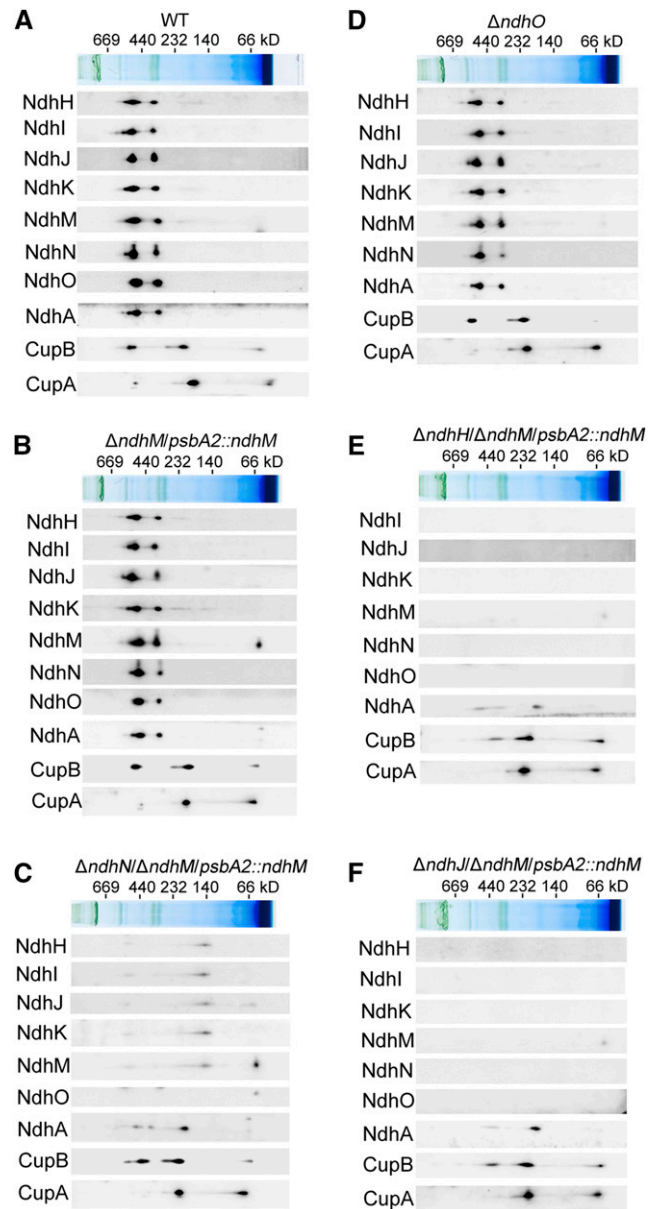 A
WT
669 440 232 140 66 kD
NdhH
NdhI
NdhJ
NdhK
NdhM
NdhN
NdhO
NdhA
CupB
CupA
B
ΔndhM/psbA2::ndhM
669 440 232 140 66 kD
NdhH
NdhI
NdhJ
NdhK
NdhM
NdhN
NdhO
NdhA
CupB
CupA
C
ΔndhN/ΔndhM/psbA2::ndhM
669 440 232 140 66 kD
NdhH
NdhI
NdhJ
NdhK
NdhM
NdhO
NdhA
CupB
CupA
D
ΔndhO
669 440 232 140 66 kD
NdhH
NdhI
NdhJ
NdhK
NdhM
NdhN
NdhA
CupB
CupA
E
ΔndhH/ΔndhM/psbA2::ndhM
669 440 232 140 66 kD
NdhI
NdhJ
NdhK
NdhM
NdhN
NdhO
NdhA
CupB
CupA
F
ΔndhJ/ΔndhM/psbA2::ndhM
669 440 232 140 66 kD
NdhH
NdhI
NdhK
NdhM
NdhN
NdhO
NdhA
CupB
CupA